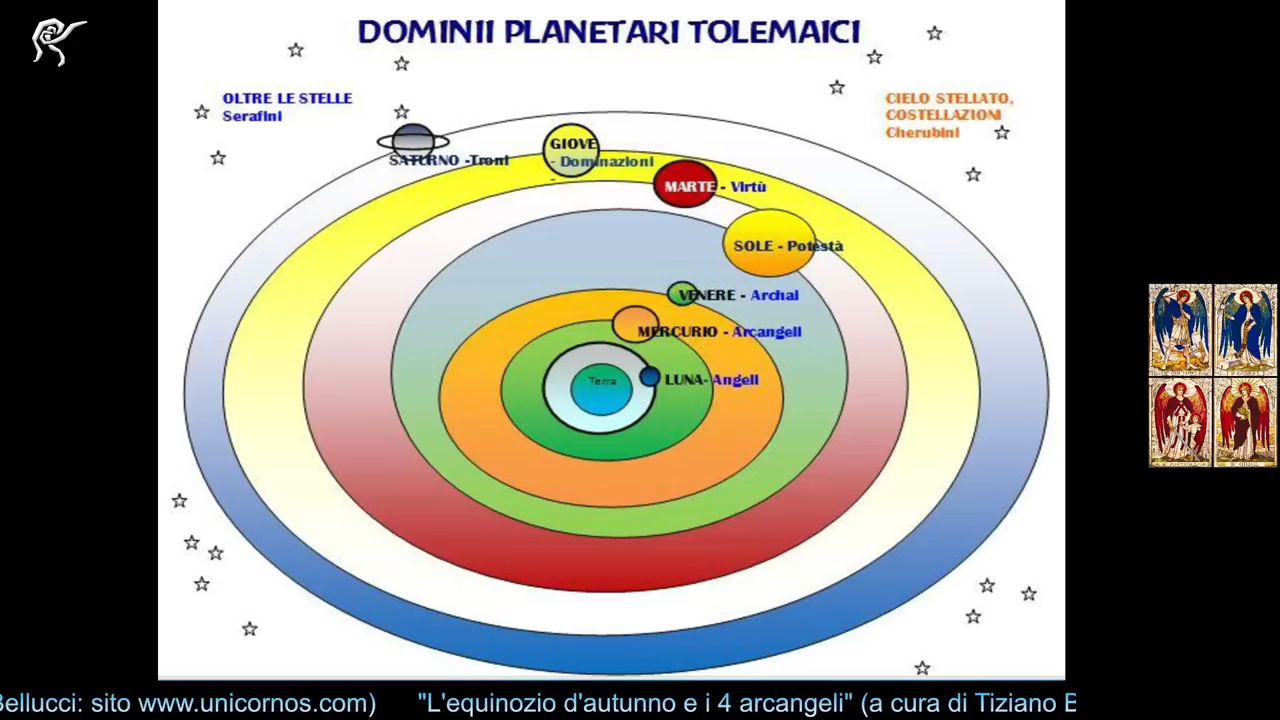 DOMINII PLANETARI TOLEMAICI
OLTRE LE STELLE
Serafini
CIELO STELLATO,
COSTELLAZIONI
Cherubini
SATURNO -Troni
GIOVE
- Dominazioni
-
MARTE - Virtù
SOLE - Potestà
VENERE - Archai
MERCURIO - Arcangeli
Terra
LUNA- Angeli
Bellucci: sito www.unicornos.com) "L'equinozio d'autunno e i 4 arcangeli" (a cura di Tiziano B